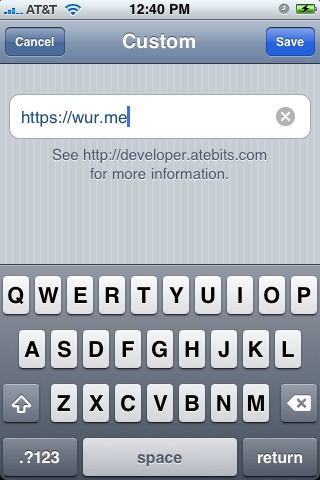 AT&T 12:40 PM
Cancel Custom Save
https://wur.me
See http://developer.atebits.com
for more information.
Q W E R T Y U I O P
A S D F G H J K L
Z X C V B N M
.?123 space return